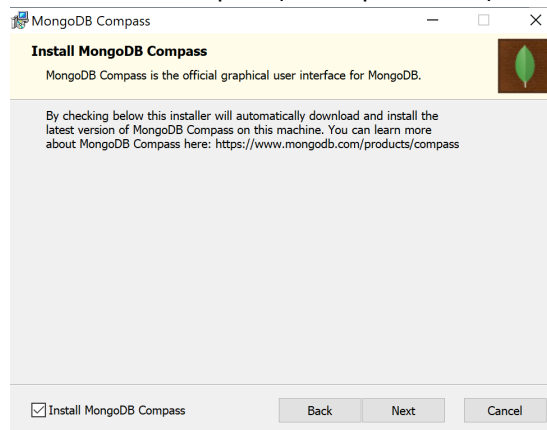 MongoDB Compass
Install MongoDB Compass
MongoDB Compass is the official graphical user interface for MongoDB.
By checking below this installer will automatically download and install the
latest version of MongoDB Compass on this machine. You can learn more
about MongoDB Compass here: https://www.mongodb.com/products/compass
Install MongoDB Compass
Back
Next
Cancel